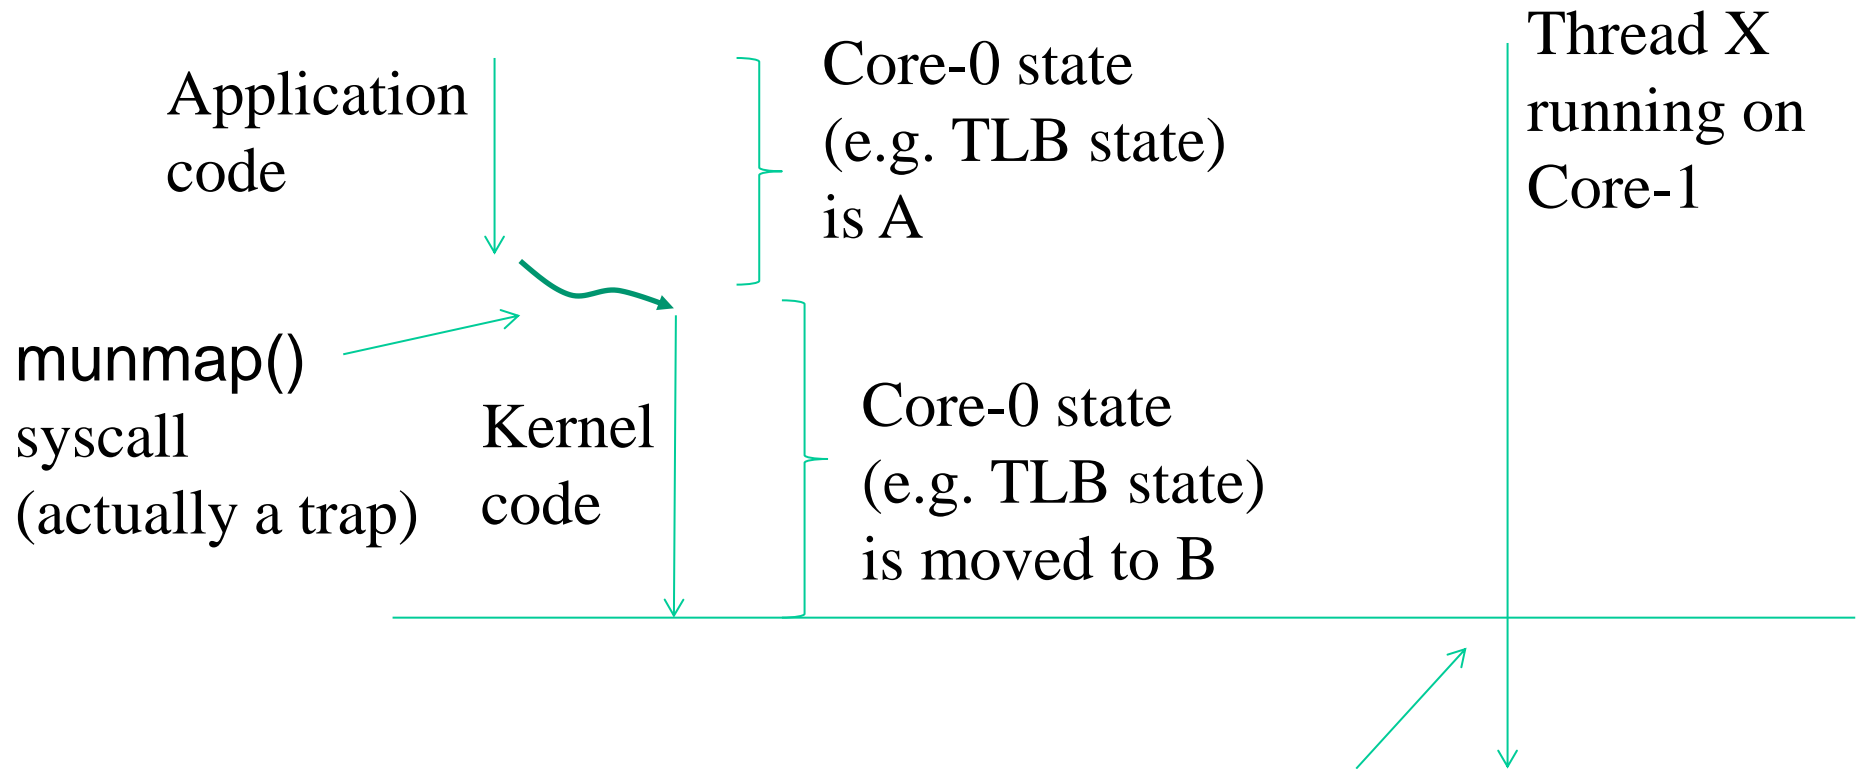 Application
code
Core-0 state
(e.g. TLB state)
is A
Thread X
running on
Core-1
munmap()
syscall
(actually a trap)
Kernel
code
Core-0 state
(e.g. TLB state)
is moved to B